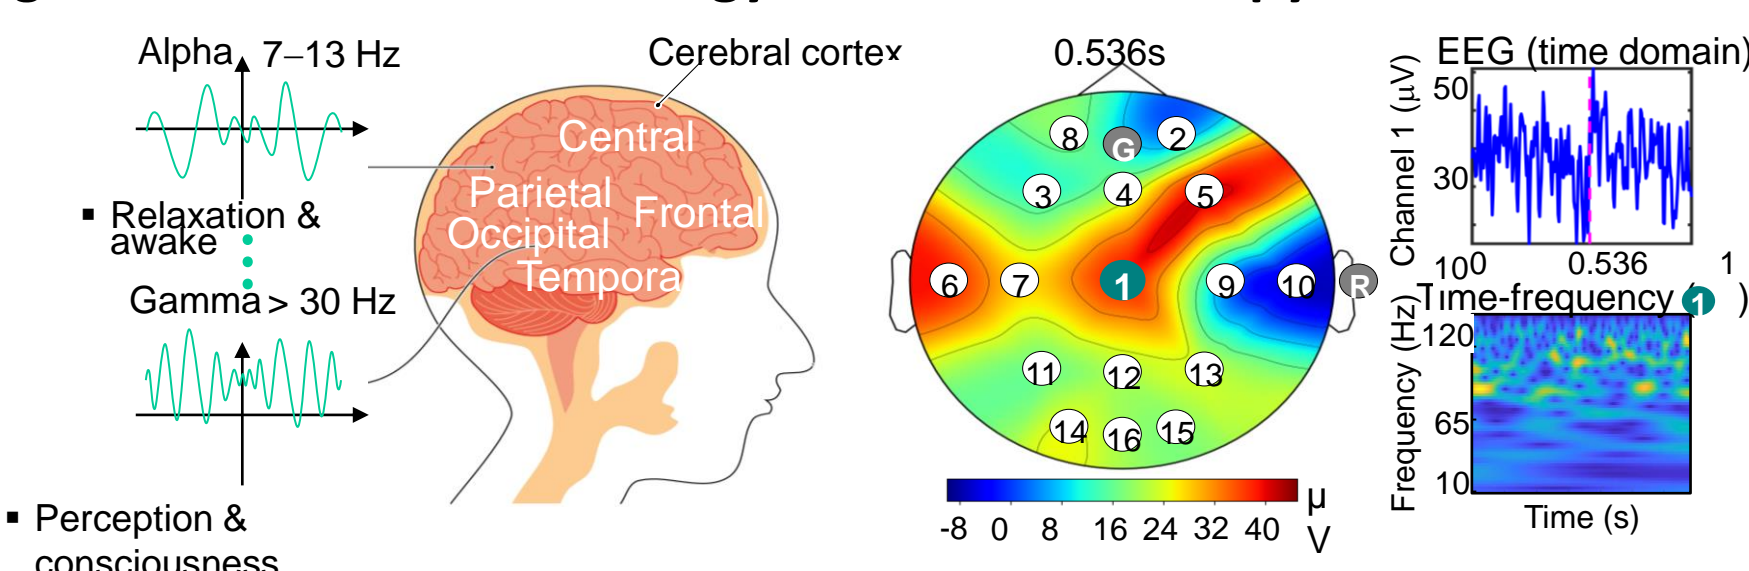 Alpha
7–13 Hz
Relaxation &
awake
Gamma > 30 Hz
Perception &
consciousness
Cerebral cortex
Central
Parietal
Frontal
Occipital
Tempora
0.536s
8
G
2
3
4
5
6
7
1
9
10
R
11
12
13
14
16
15
-8 0 8 16 24 32 40
μ
V
EEG (time domain)
Channel 1 (μV)
50
30
10
0 0.536 1
Time-frequency (1)
Frequency (Hz)
120
65
10
Time (s)